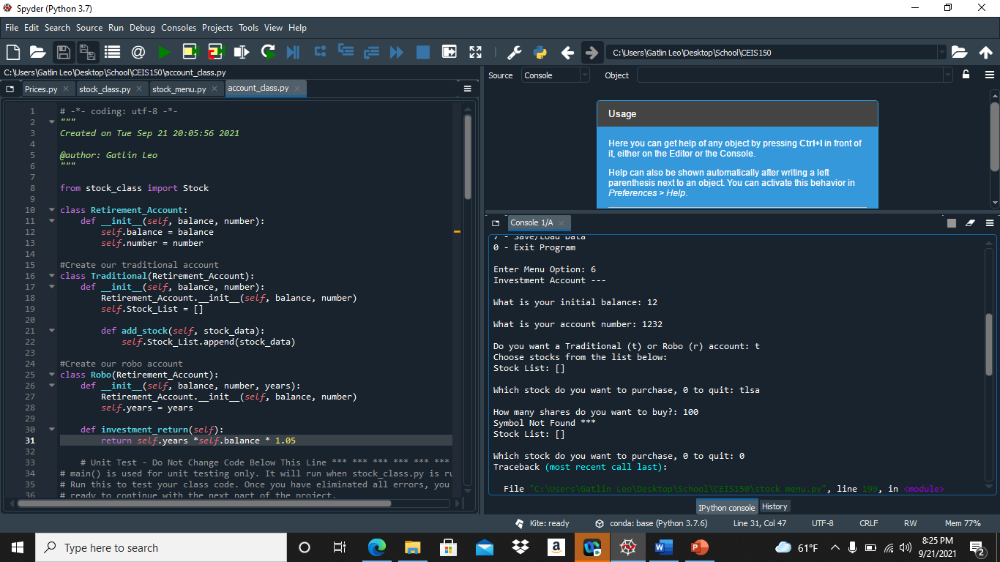 Spyder (Python 3.7)
File Edit Search Source Run Debug Consoles Projects Tools View Help
C:\Users\Gatlin Leo\Desktop\School\CEIS150
C:\Users\Gatlin Leo\Desktop\School\CEIS150\account_class.py
Prices.py stock_class.py stock_menu.py account_class.py
1 # -*- coding: utf-8 -*-
2 """
3 Created on Tue Sep 21 20:05:56 2021
4
5 @author: Gatlin Leo
6 """
7
8 from stock_class import Stock
9
10 class Retirement_Account:
11 def __init__(self, balance, number):
12 self.balance = balance
13 self.number = number
14
15 #Create our traditional account
16 class Traditional(Retirement_Account):
17 def __init__(self, balance, number):
18 Retirement_Account.__init__(self, balance, number)
19 self.Stock_List = []
20
21 def add_stock(self, stock_data):
22 self.Stock_List.append(stock_data)
23
24 #Create our robo account
25 class Robo(Retirement_Account):
26 def __init__(self, balance, number, years):
27 Retirement_Account.__init__(self, balance, number)
28 self.years = years
29
30 def investment_return(self):
31 return self.years *self.balance * 1.05
32
33 # Unit Test - Do Not Change Code Below This Line *** *** *** *** *** ***
34 # main() is used for unit testing only. It will run when stock_class.py is ru
35 # Run this to test your class code. Once you have eliminated all errors, you
36 # ready to continue with the next part of the project.
Source Console Object
Usage
Here you can get help of any object by pressing Ctrl+I in front of
it, either on the Editor or the Console.
Help can also be shown automatically after writing a left
parenthesis next to an object. You can activate this behavior in
Preferences > Help.
Console 1/A
7 - Save/Load Data
0 - Exit Program
Enter Menu Option: 6
Investment Account ---
What is your initial balance: 12
What is your account number: 1232
Do you want a Traditional (t) or Robo (r) account: t
Choose stocks from the list below:
Stock List: []
Which stock do you want to purchase, 0 to quit: tlsa
How many shares do you want to buy?: 100
Symbol Not Found ***
Stock List: []
Which stock do you want to purchase, 0 to quit: 0
Traceback (most recent call last):
File "C:\Users\Gatlin Leo\Desktop\School\CEIS150\stock_menu.py", line 199, in <module>
IPython console History
Kite: ready conda: base (Python 3.7.6) Line 31, Col 47 UTF-8 CRLF RW Mem 77%
Type here to search
61°F
8:25 PM
9/21/2021
2